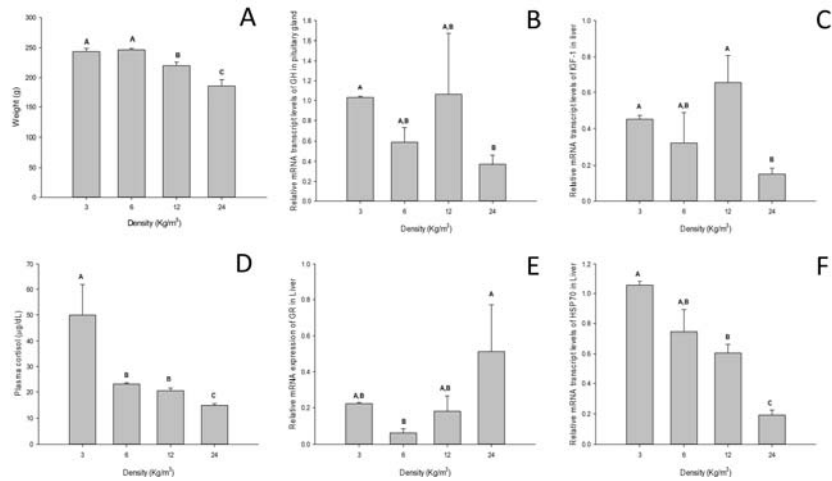 A
Weight (g)
300
250
200
150
100
50
0
A
A
B
C
3
6
12
24
Density (Kg/m³)
B
Relative mRNA transcript levels of GH in pituitary gland
1.8
1.6
1.4
1.2
1.0
0.8
0.6
0.4
0.2
0.0
A
A,B
A,B
B
3
6
12
24
Density (Kg/m³)
C
Relative mRNA transcript levels of IGF-1 in liver
1.0
0.8
0.6
0.4
0.2
0.0
A
A,B
A
B
3
6
12
24
Density (Kg/m³)
D
Plasma cortisol (µg/dL)
70
60
50
40
30
20
10
0
A
B
B
C
3
6
12
24
Density (Kg/m³)
E
Relative mRNA expression of GR in Liver
1.0
0.8
0.6
0.4
0.2
0.0
A,B
B
A,B
A
3
6
12
24
Density (Kg/m³)
F
Relative mRNA transcript levels of HSP70 in Liver
1.2
1.0
0.8
0.6
0.4
0.2
0.0
A
A,B
B
C
3
6
12
24
Density (Kg/m³)